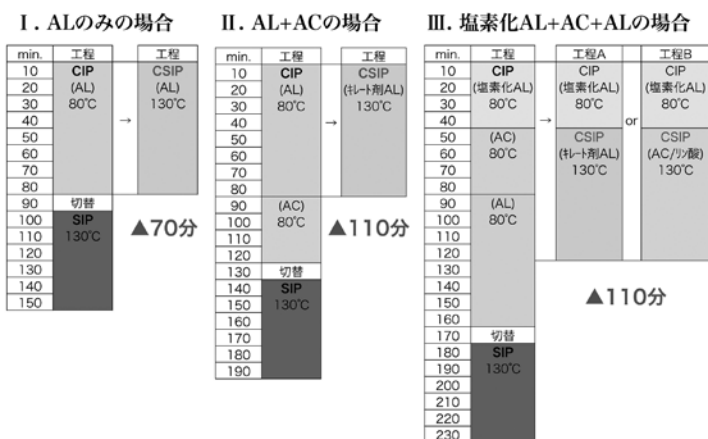 Ⅰ. ALのみの場合
min. 工程 工程
10 CIP CSIP
20 (AL) (AL)
30 80℃ 130℃
40
50 →
60
70
80
90 切替
100 SIP
110 130℃
120
130
140
150
▲70分
Ⅱ. AL+ACの場合
min. 工程 工程
10 CIP CSIP
20 (AL) (ｷﾚｰﾄ剤AL)
30 80℃ 130℃
40
50 →
60
70
80
90 (AC)
100 80℃
110
120
130 切替
140 SIP
150 130℃
160
170
180
190
▲110分
Ⅲ. 塩素化AL+AC+ALの場合
min. 工程 工程A 工程B
10 CIP CIP CIP
20 (塩素化AL) (塩素化AL) (塩素化AL)
30 80℃ 80℃ 80℃
40 → or
50 (AC) CSIP CSIP
60 80℃ (ｷﾚｰﾄ剤AL) (AC/ﾘﾝ酸)
70 130℃ 130℃
80
90 (AL)
100 80℃
110
120
130
140
150
160
170 切替
180 SIP
190 130℃
200
210
220
230
▲110分